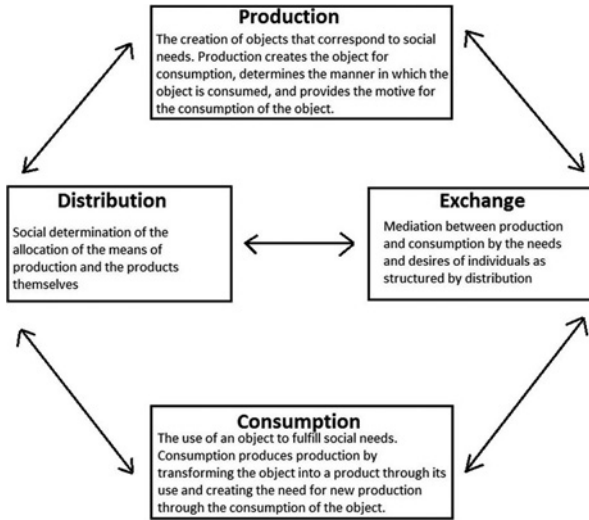 Production
The creation of objects that correspond to social
needs. Production creates the object for
consumption, determines the manner in which the
object is consumed, and provides the motive for
the consumption of the object.
Distribution
Social determination of the
allocation of the means of
production and the products
themselves
Exchange
Mediation between production
and consumption by the needs
and desires of individuals as
structured by distribution
Consumption
The use of an object to fulfill social needs.
Consumption produces production by
transforming the object into a product through its
use and creating the need for new production
through the consumption of the object.